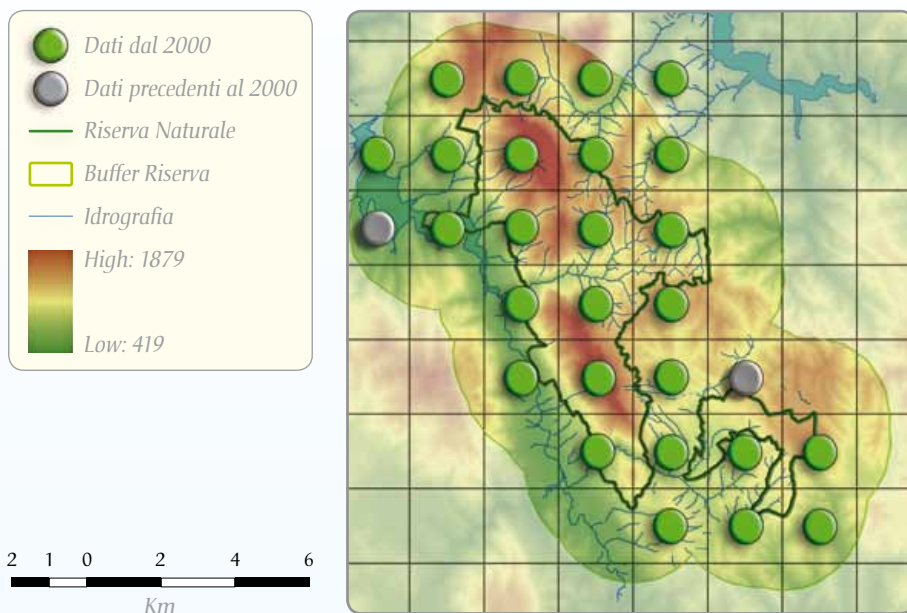 Dati dal 2000
Dati precedenti al 2000
Riserva Naturale
Buffer Riserva
Idrografia
High: 1879
Low: 419
2 1 0 2 4 6
Km